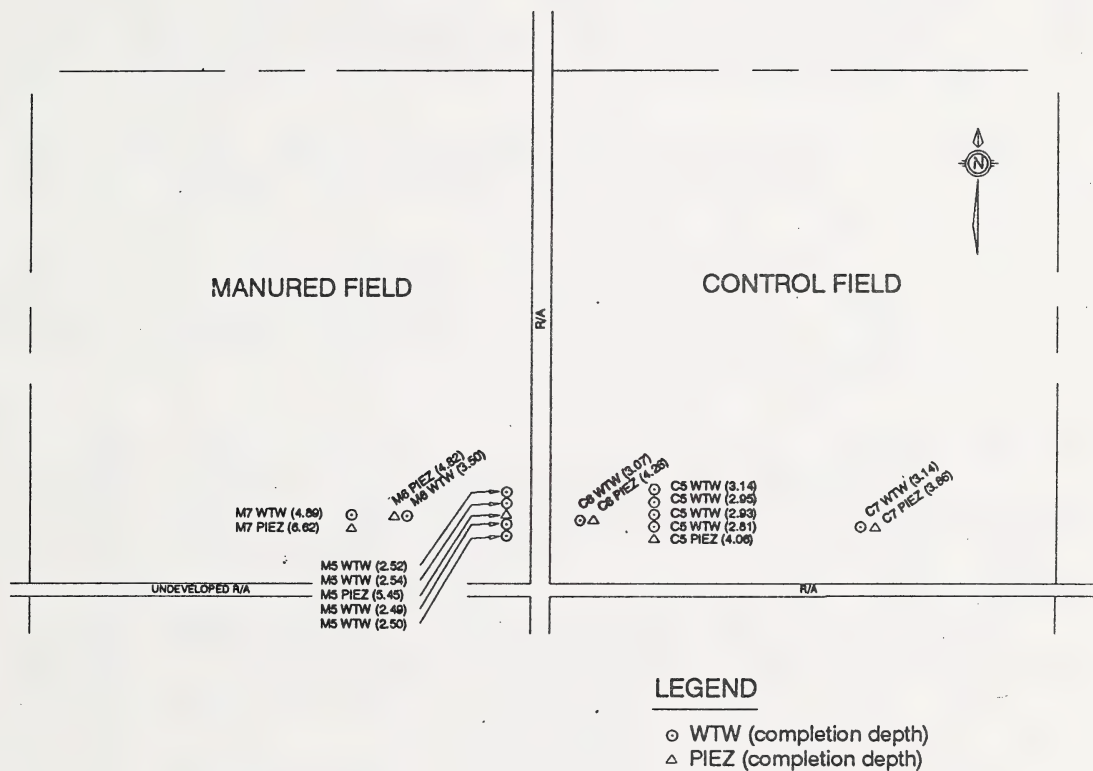 N
MANURED FIELD
CONTROL FIELD
R/A
M6 PIEZ (4.82)
M6 WTW (3.50)
M7 WTW (4.89)
M7 PIEZ (6.62)
M5 WTW (2.52)
M5 WTW (2.54)
M5 PIEZ (5.45)
M5 WTW (2.49)
M5 WTW (2.50)
C6 WTW (3.07)
C6 PIEZ (4.26)
C5 WTW (3.14)
C5 WTW (2.95)
C5 WTW (2.93)
C5 WTW (2.81)
C5 PIEZ (4.06)
C7 WTW (3.14)
C7 PIEZ (3.86)
UNDEVELOPED R/A
R/A
LEGEND
WTW (completion depth)
PIEZ (completion depth)